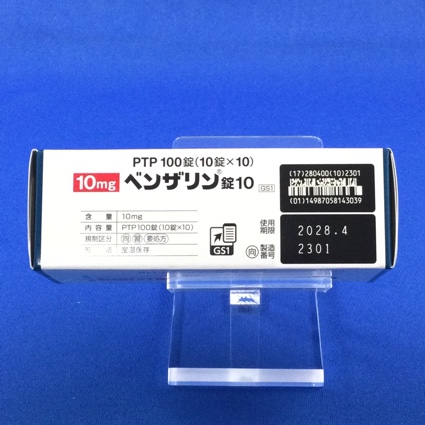 PTP 100錠(10錠×10)
10mg ベンザリン®錠10 GS1
(17)280400(10)2301
(01)14987058143039
含 量 10mg
内 容 量 PTP100錠(10錠×10)
規制区分 向 習 要処方
法 室温保存
GS1
使用期限 2028.4
向 製造番号 2301